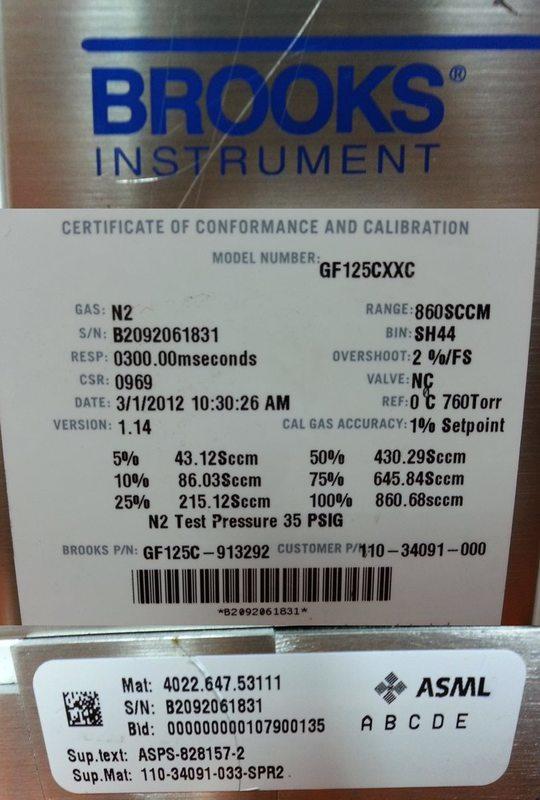 BROOKS®
INSTRUMENT
CERTIFICATE OF CONFORMANCE AND CALIBRATION
MODEL NUMBER: GF125CXXC
GAS: N2 RANGE: 860SCCM
S/N: B2092061831 BIN: SH44
RESP: 0300.00mseconds OVERSHOOT: 2 %/FS
CSR: 0969 VALVE: NC
DATE: 3/1/2012 10:30:26 AM REF: 0°C 760Torr
VERSION: 1.14 CAL GAS ACCURACY: 1% Setpoint
5% 43.12Sccm 50% 430.29Sccm
10% 86.03Sccm 75% 645.84Sccm
25% 215.12Sccm 100% 860.68sccm
N2 Test Pressure 35 PSIG
BROOKS P/N: GF125C-913292 CUSTOMER P/N: 110-34091-000
*B2092061831*
Mat: 4022.647.53111
S/N: B2092061831
Bid: 000000000107900135
ASML
A B C D E
Sup.text: ASPS-828157-2
Sup.Mat: 110-34091-033-SPR2